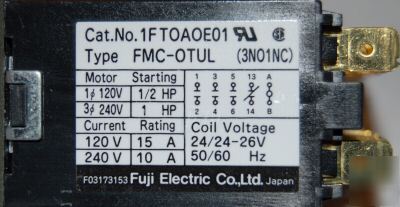 Cat.No.1FTOAOE01
Type FMC-OTUL (3NO1NC)
Motor Starting
1φ 120V 1/2 HP
3φ 240V 1 HP
1 3 5 13 A
2 4 6 14 B
Current Rating
120 V 15 A
240 V 10 A
Coil Voltage
24/24-26V
50/60 Hz
F03173153 Fuji Electric Co.,Ltd. Japan